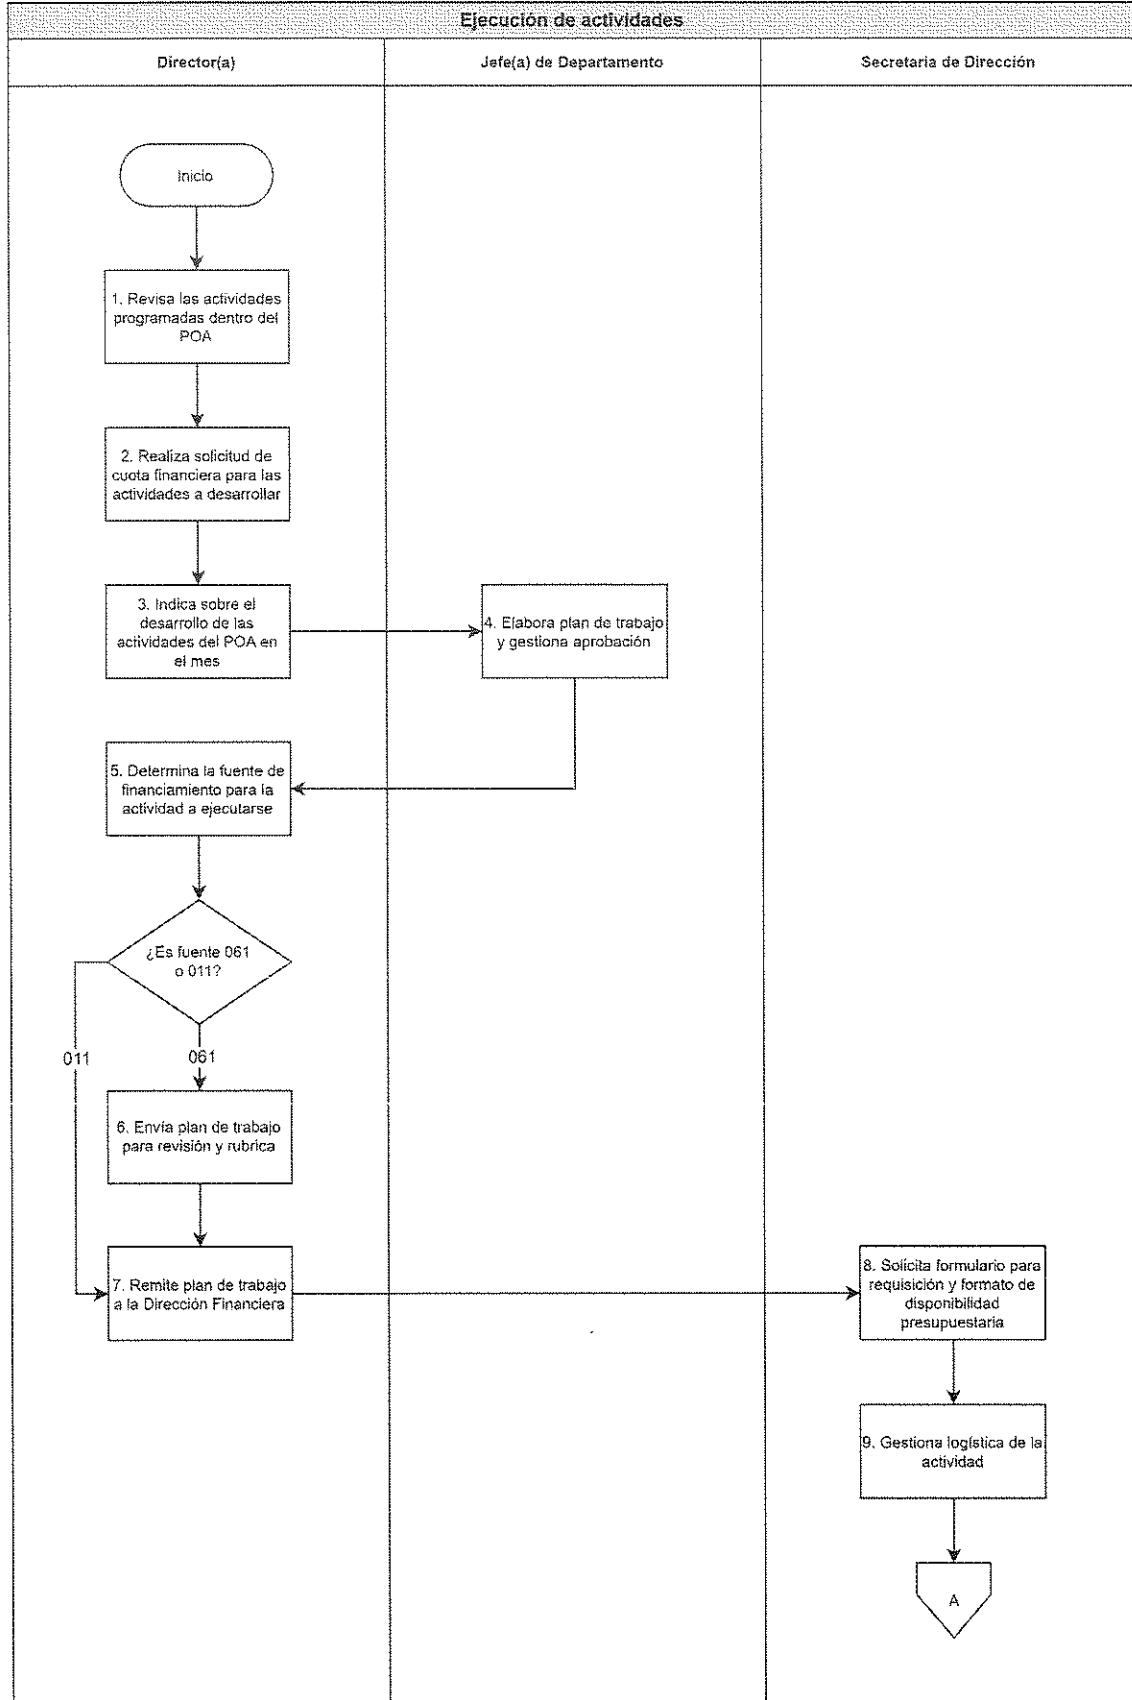 Ejecución de actividades
Director(a)
Jefe(a) de Departamento
Secretaria de Dirección
Inicio
1. Revisa las actividades
programadas dentro del
POA
2. Realiza solicitud de
cuota financiera para las
actividades a desarrollar
3. Indica sobre el
desarrollo de las
actividades del POA en
el mes
4. Elabora plan de trabajo
y gestiona aprobación
5. Determina la fuente de
financiamiento para la
actividad a ejecutarse
¿Es fuente 061
o 011?
011
061
6. Envía plan de trabajo
para revisión y rubrica
7. Remite plan de trabajo
a la Dirección Financiera
8. Solicita formulario para
requisición y formato de
disponibilidad
presupuestaria
9. Gestiona logística de la
actividad
A